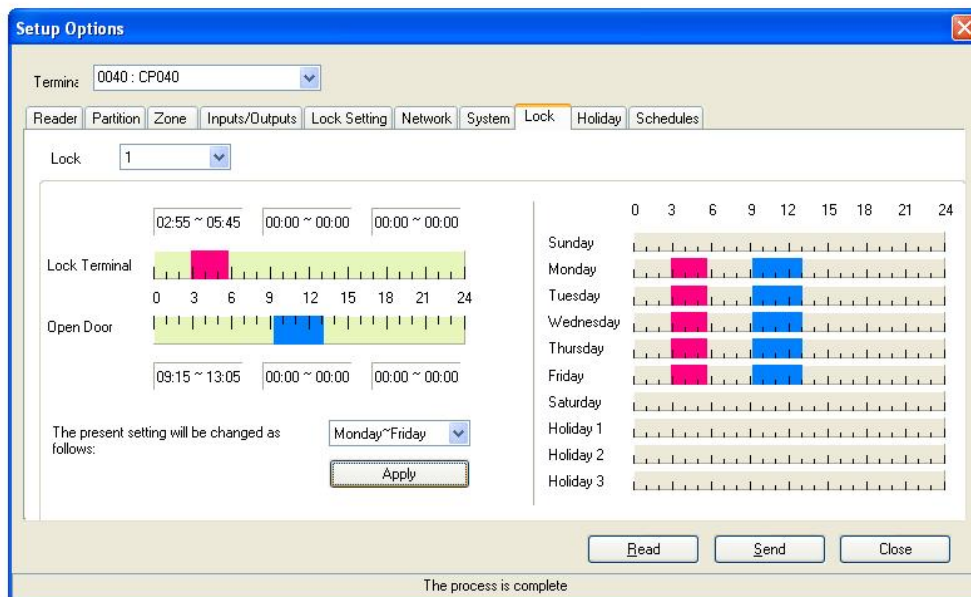 Setup Options
Termina 0040 : CP040
Reader Partition Zone Inputs/Outputs Lock Setting Network System Lock Holiday Schedules
Lock 1
02:55 ~ 05:45 00:00 ~ 00:00 00:00 ~ 00:00
Lock Terminal
0 3 6 9 12 15 18 21 24
Open Door
09:15 ~ 13:05 00:00 ~ 00:00 00:00 ~ 00:00
The present setting will be changed as
follows:
Monday~Friday
Apply
0 3 6 9 12 15 18 21 24
Sunday
Monday
Tuesday
Wednesday
Thursday
Friday
Saturday
Holiday 1
Holiday 2
Holiday 3
Read Send Close
The process is complete